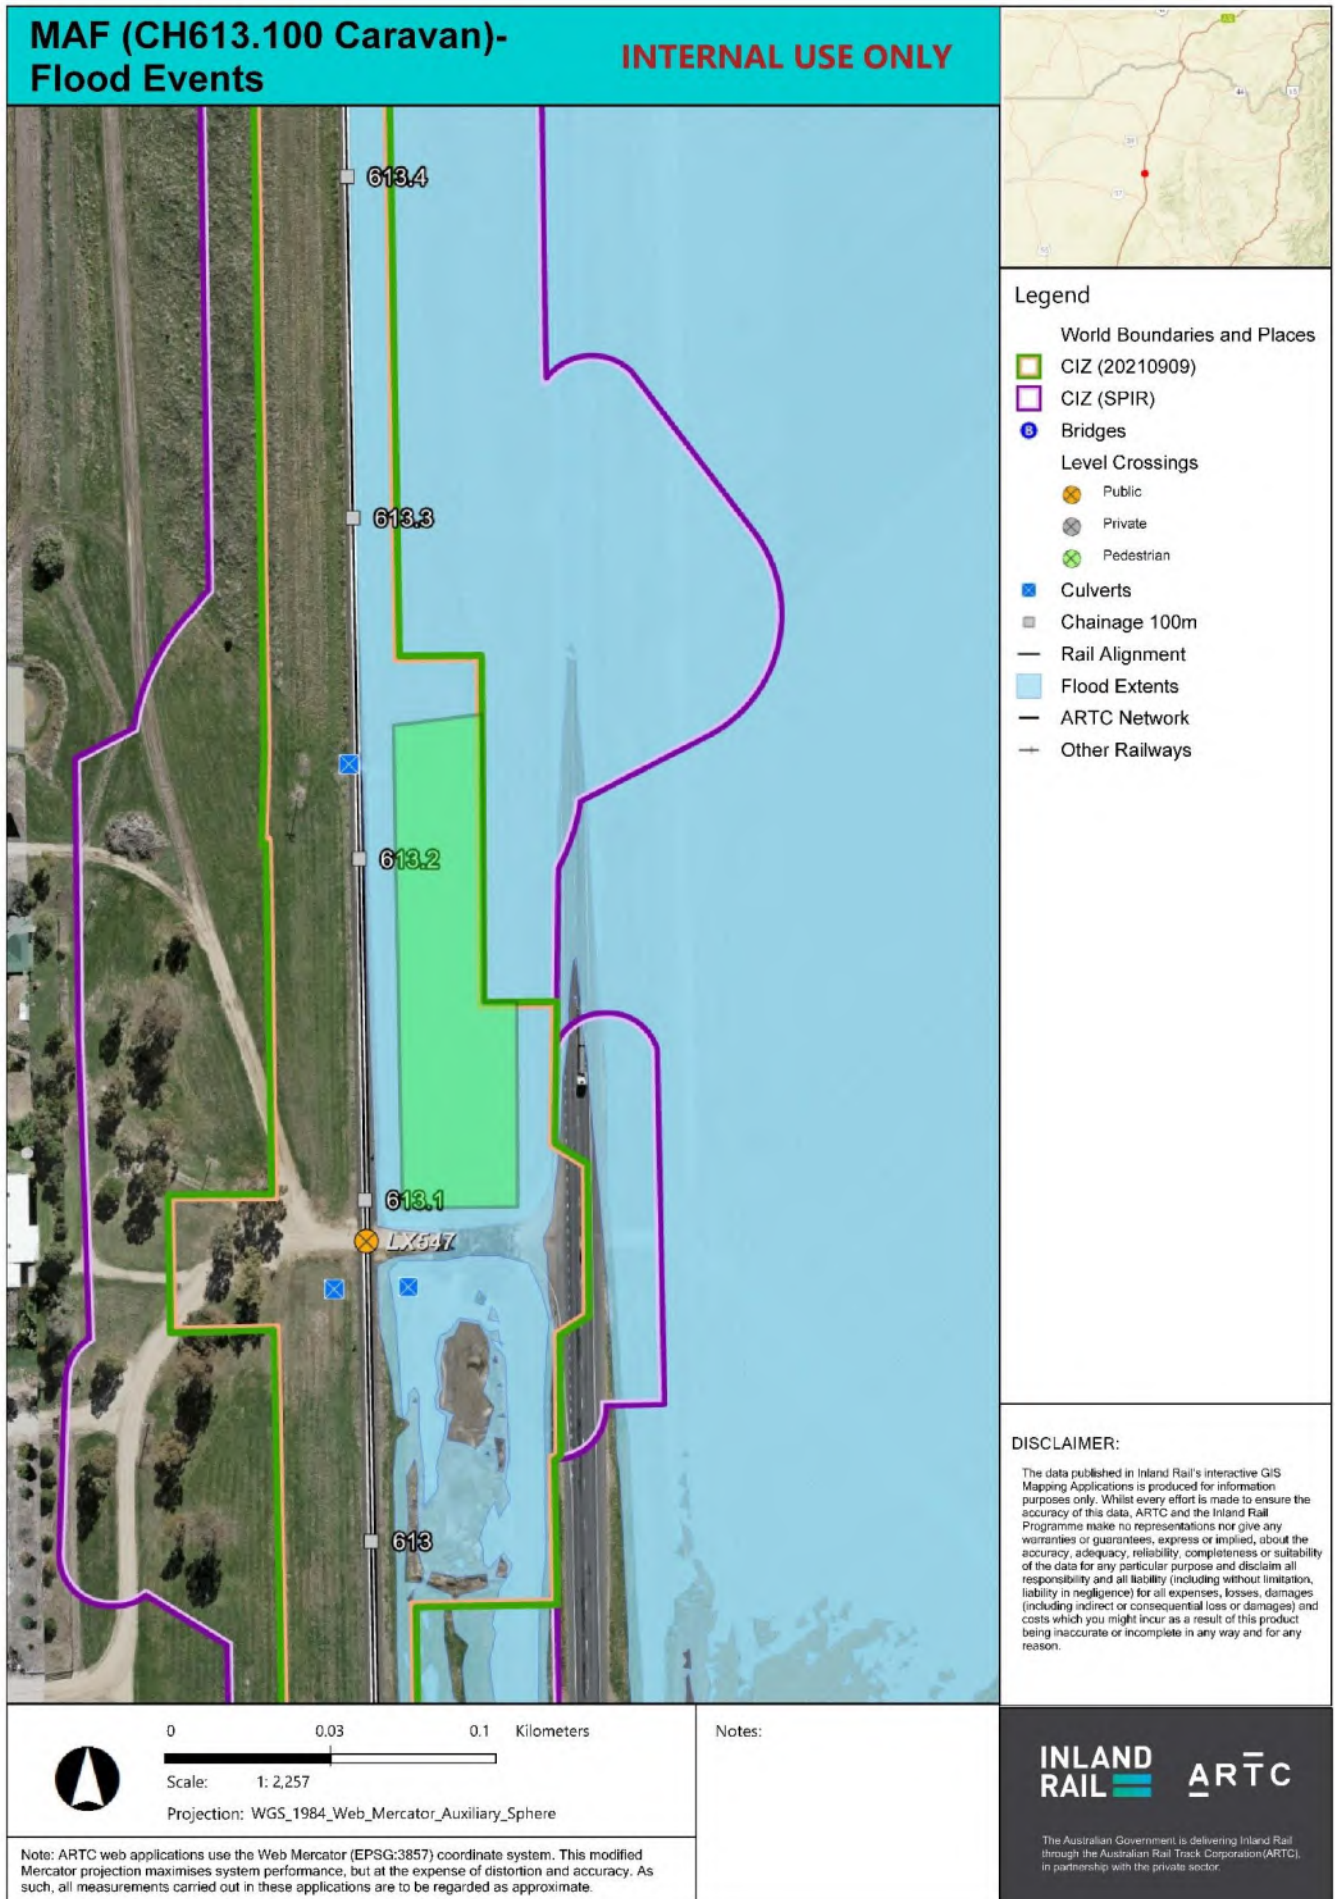 MAF (CH613.100 Caravan)-
Flood Events
INTERNAL USE ONLY
613.4
613.3
613.2
613.1
LX547
613
Legend
World Boundaries and Places
CIZ (20210909)
CIZ (SPIR)
B
Bridges
Level Crossings
Public
Private
Pedestrian
Culverts
Chainage 100m
Rail Alignment
Flood Extents
ARTC Network
Other Railways
DISCLAIMER:
The data published in Inland Rail's interactive GIS
Mapping Applications is produced for information
purposes only. Whilst every effort is made to ensure the
accuracy of this data, ARTC and the Inland Rail
Programme make no representations nor give any
warranties or guarantees, express or implied, about the
accuracy, adequacy, reliability, completeness or suitability
of the data for any particular purpose and disclaim all
responsibility and all liability (including without limitation,
liability in negligence) for all expenses, losses, damages
(including indirect or consequential loss or damages) and
costs which you might incur as a result of this product
being inaccurate or incomplete in any way and for any
reason.
0 0.03 0.1 Kilometers
Scale: 1: 2,257
Projection: WGS_1984_Web_Mercator_Auxiliary_Sphere
Notes:
Note: ARTC web applications use the Web Mercator (EPSG:3857) coordinate system. This modified
Mercator projection maximises system performance, but at the expense of distortion and accuracy. As
such, all measurements carried out in these applications are to be regarded as approximate.
INLAND
RAIL
ARTC
The Australian Government is delivering Inland Rail
through the Australian Rail Track Corporation (ARTC),
in partnership with the private sector.